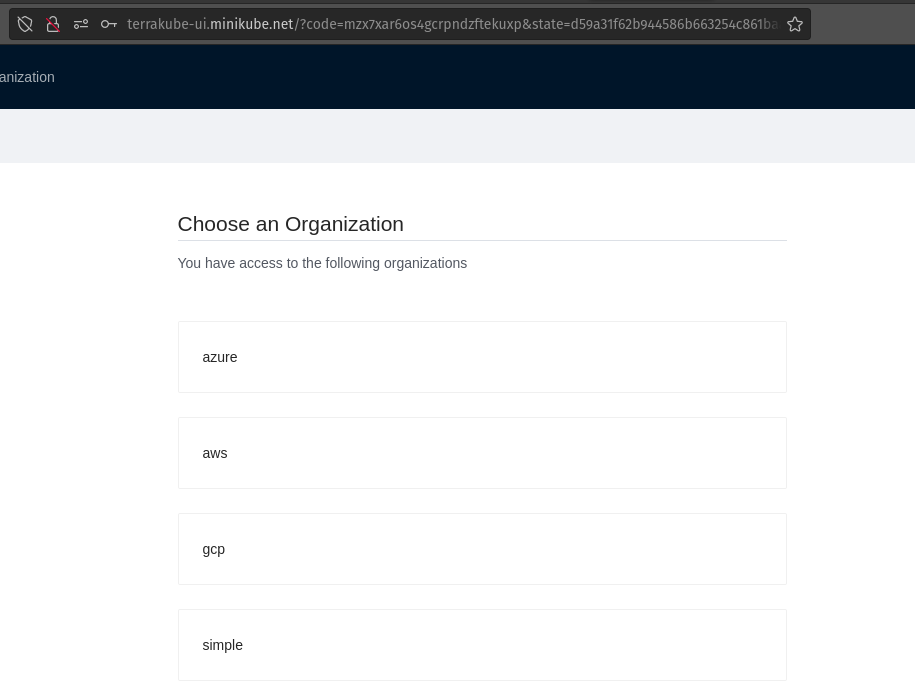 terrakube-ui.minikube.net/?code=mzx7xar6os4gcrpndzftekuxp&state=d59a31f62b944586b663254c861ba
anization
Choose an Organization
You have access to the following organizations
azure
aws
gcp
simple